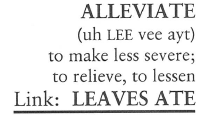 ALLEVIATE
(uh LEE vee ayt)
to make less severe;
to relieve, to lessen
Link: LEAVES ATE